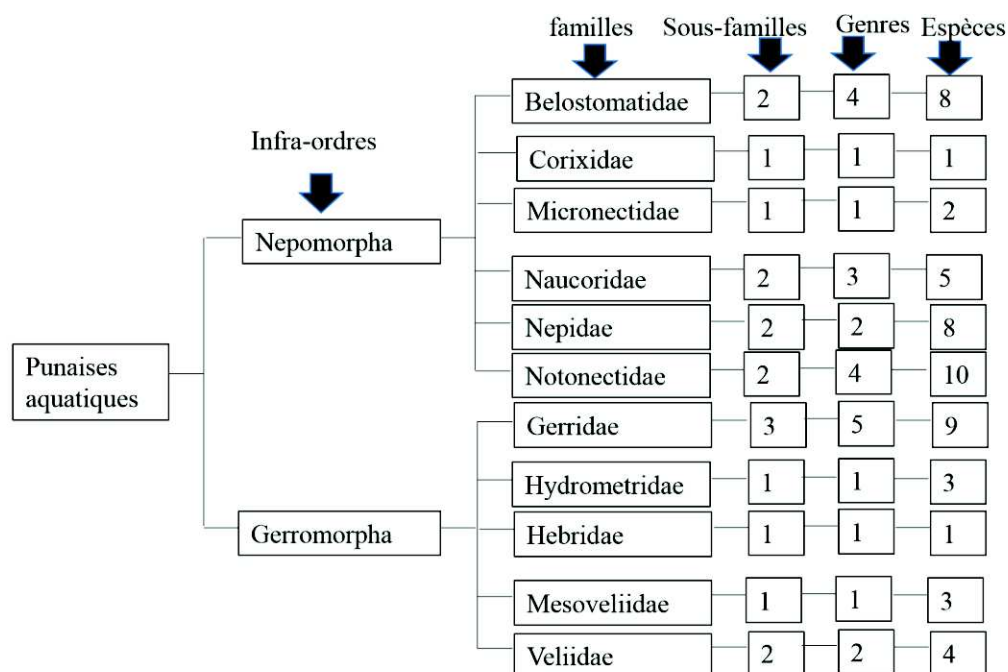 familles Sous-familles Genres Espèces
Belostomatidae 2 4 8
Infra-ordres
Corixidae 1 1 1
Micronectidae 1 1 2
Nepomorpha
Naucoridae 2 3 5
Nepidae 2 2 8
Punaises
aquatiques
Notonectidae 2 4 10
Gerridae 3 5 9
Hydrometridae 1 1 3
Gerromorpha
Hebridae 1 1 1
Mesoveliidae 1 1 3
Veliidae 2 2 4